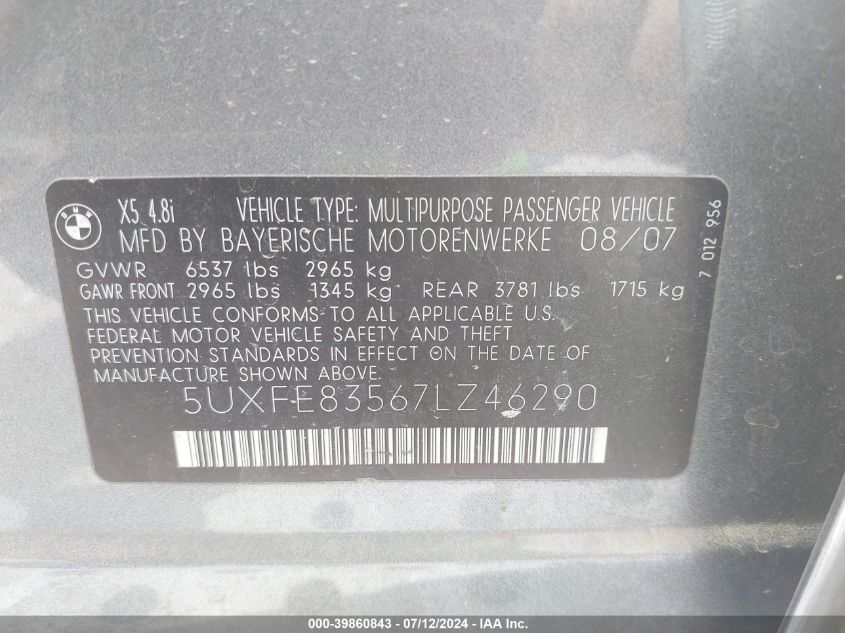 BMW
X5 4.8i VEHICLE TYPE: MULTIPURPOSE PASSENGER VEHICLE
MFD BY BAYERISCHE MOTORENWERKE 08/07
GVWR 6537 lbs 2965 kg
GAWR FRONT 2965 lbs 1345 kg REAR 3781 lbs 1715 kg
THIS VEHICLE CONFORMS TO ALL APPLICABLE U.S.
FEDERAL MOTOR VEHICLE SAFETY AND THEFT
PREVENTION STANDARDS IN EFFECT ON THE DATE OF
MANUFACTURE SHOWN ABOVE.
5UXFE83567LZ46290
7 012 956
000-39860843 - 07/12/2024 - IAA, Inc.